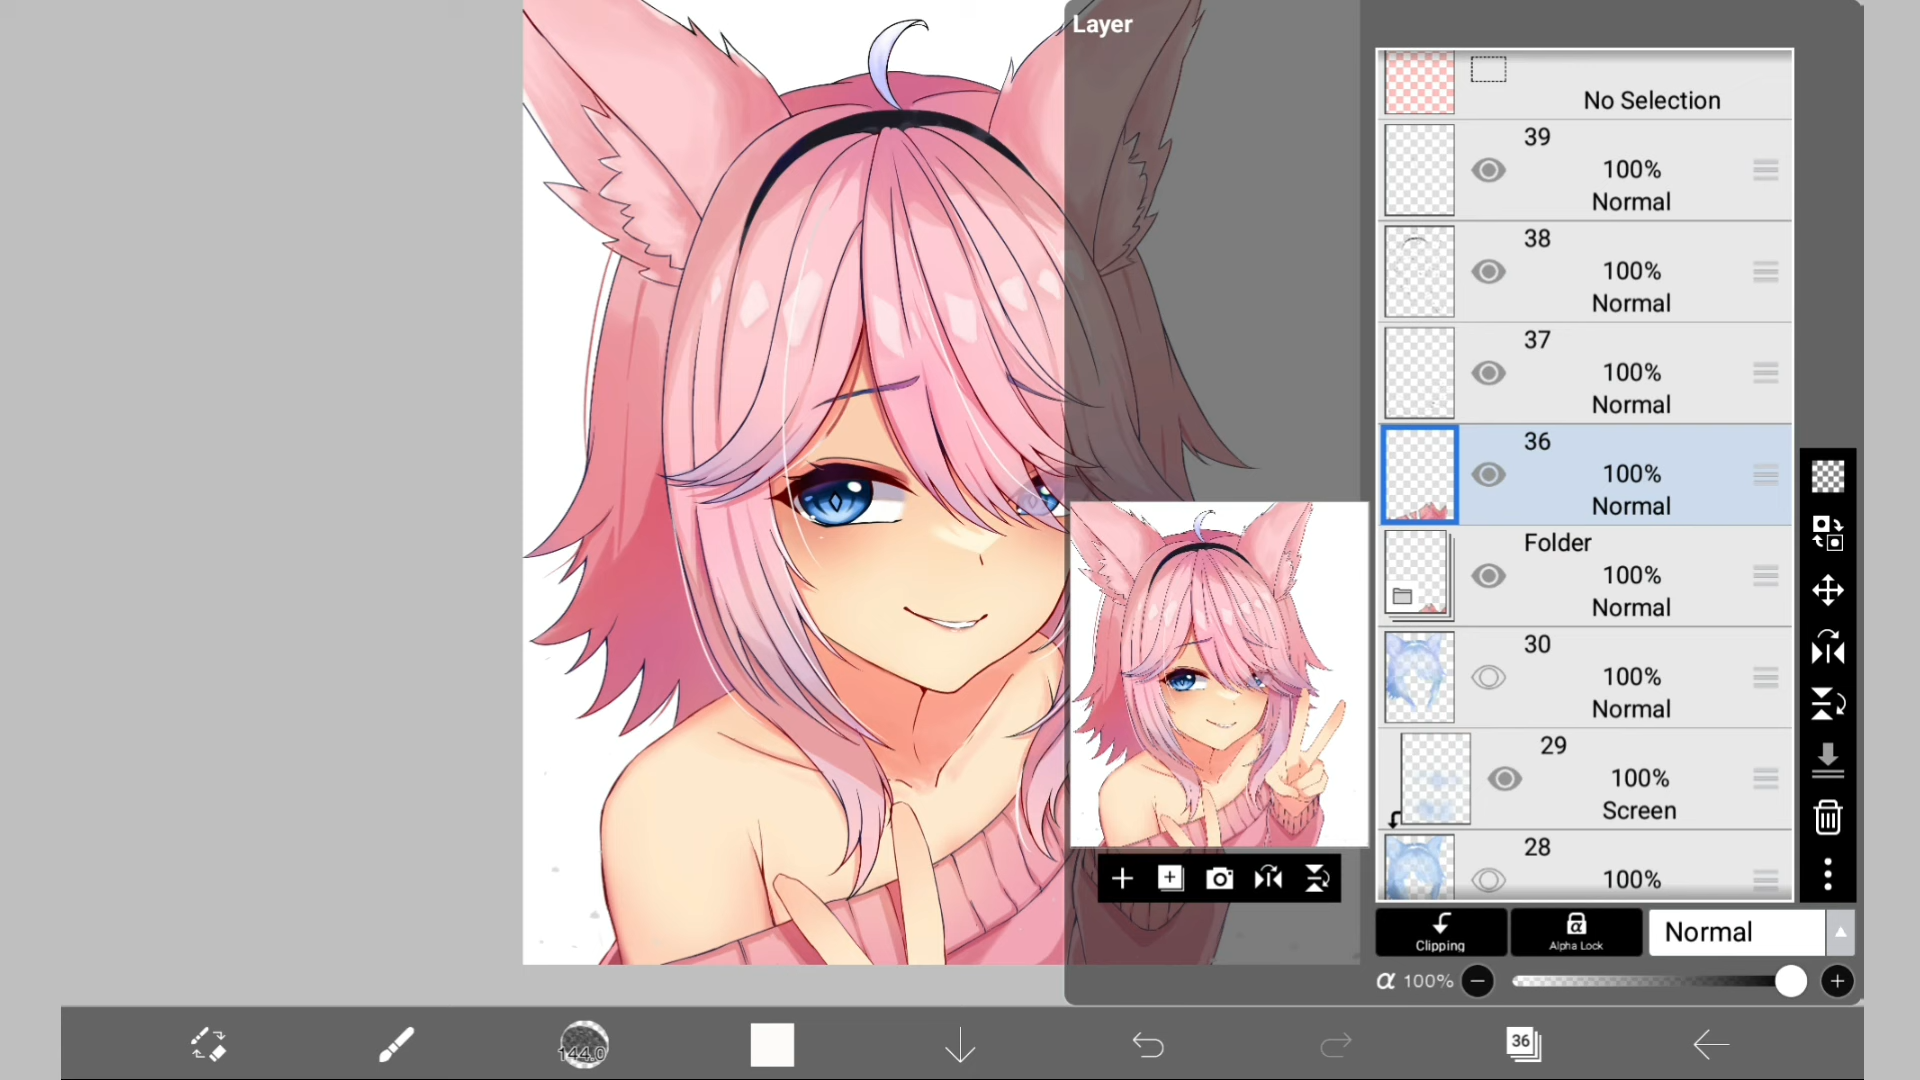 Layer
No Selection
39
100%
Normal
38
100%
Normal
37
100%
Normal
36
100%
Normal
Folder
100%
Normal
30
100%
Normal
29
100%
Screen
28
100%
Clipping
α
Alpha Lock
Normal
α 100%
144.0
36